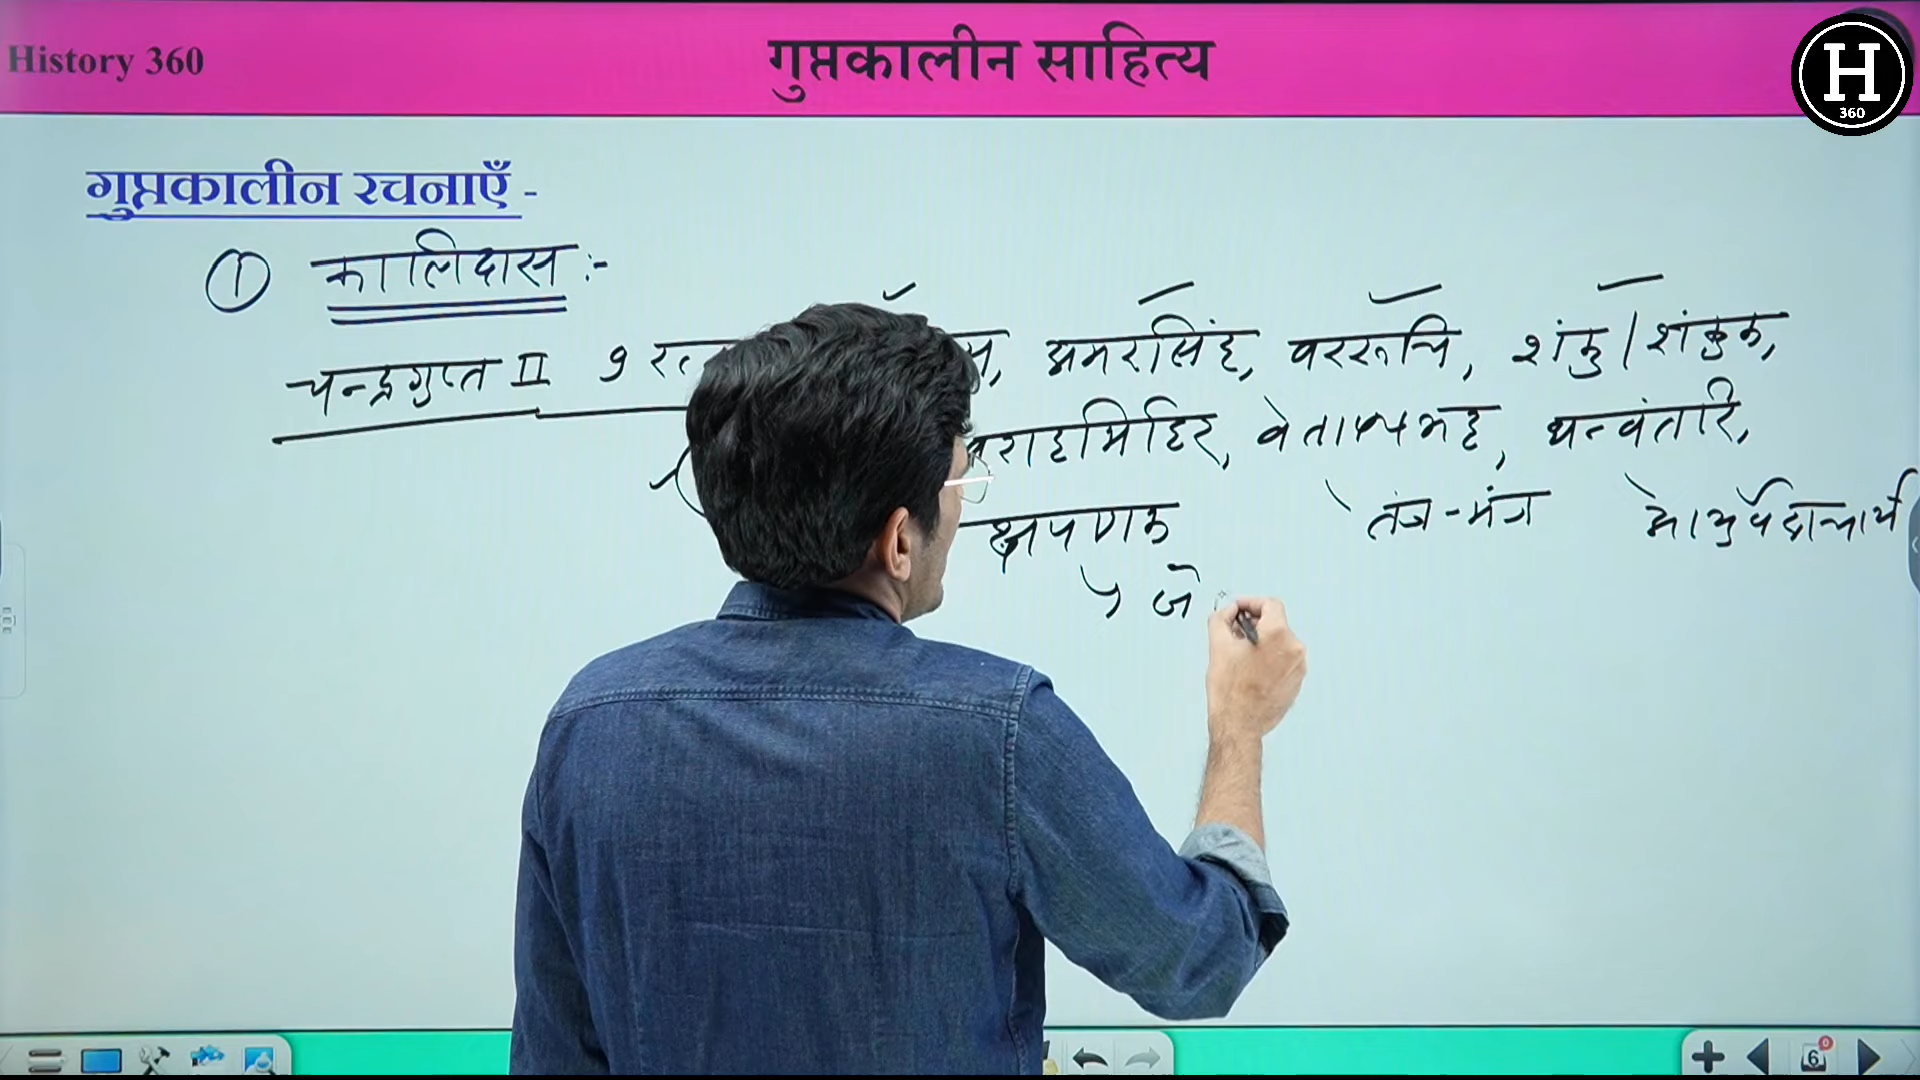 History 360
गुप्तकालीन साहित्य
H
360
गुप्तकालीन रचनाएँ -
① कालिदास :-
चन्द्रगुप्त II 9 अमरसिंह, वररूचि, शंकु / शंकुक,
वराहमिहिर, वेतालभट्ट, धन्वंतरि,
क्षपणक तंत्र-मंत्र आयुर्वेदाचार्य
6